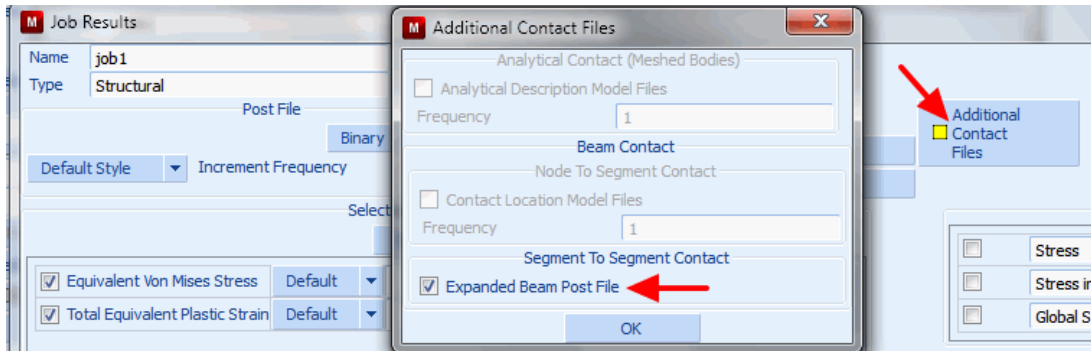 Job Results
Name job1
Type Structural
Post File
Binary
Default Style Increment Frequency
Select
Equivalent Von Mises Stress Default
Total Equivalent Plastic Strain Default
Additional Contact Files
Analytical Contact (Meshed Bodies)
Analytical Description Model Files
Frequency 1
Beam Contact
Node To Segment Contact
Contact Location Model Files
Frequency 1
Segment To Segment Contact
Expanded Beam Post File
OK
Additional
Contact
Files
Stress
Stress i
Global S